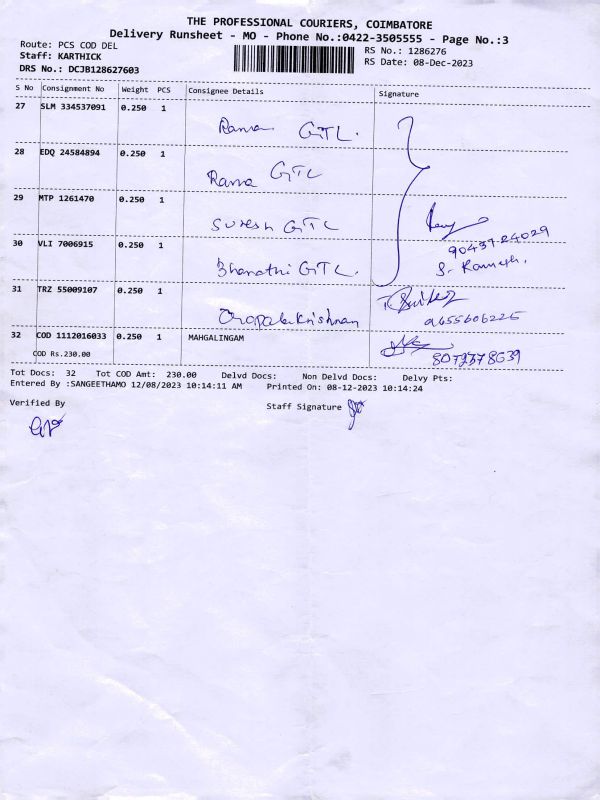 THE PROFESSIONAL COURIERS, COIMBATORE
Delivery Runsheet - MO - Phone No.:0422-3505555 - Page No.:3
Route: PCS COD DEL
RS No.: 1286276
Staff: KARTHICK
RS Date: 08-Dec-2023
DRS No.: DCJB128627603
S No Consignment No Weight PCS Consignee Details Signature
27 SLM 334537091 0.250 1
Rama GTL.
28 EDQ 24584894 0.250 1
Rama GTL
29 MTP 1261470 0.250 1
Suresh GTL
90439-24029
30 VLI 7006915 0.250 1
S. Ramesh.
Bharathi GTL.
31 TRZ 55009107 0.250 1
Gopalakrishnan
9655606225
32 COD 1112016033 0.250 1 MAHGALINGAM
COD Rs.230.00
Tot Docs: 32 Tot COD Amt: 230.00 Delvd Docs: Non Delvd Docs: Delvy Pts:
Entered By :SANGEETHAMO 12/08/2023 10:14:11 AM Printed On: 08-12-2023 10:14:24
Verified By
Staff Signature